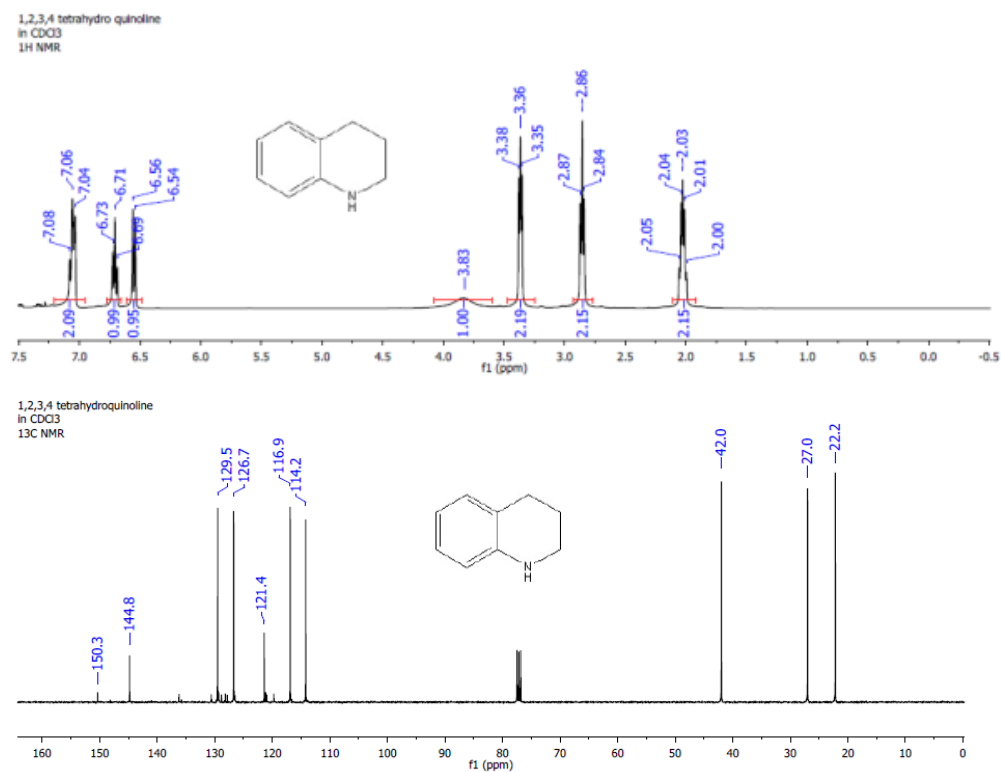 1,2,3,4 tetrahydro quinoline
in CDCl3
1H NMR
7.08
7.06
7.04
6.73
6.71
6.69
6.56
6.54
3.83
3.38
3.36
3.35
2.87
2.86
2.84
2.05
2.04
2.03
2.01
2.00
N
H
2.09
0.99
0.95
1.00
2.19
2.15
2.15
7.5 7.0 6.5 6.0 5.5 5.0 4.5 4.0 3.5 3.0 2.5 2.0 1.5 1.0 0.5 0.0 -0.5
f1 (ppm)
1,2,3,4 tetrahydroquinoline
in CDCl3
13C NMR
150.3
144.8
129.5
126.7
121.4
116.9
114.2
42.0
27.0
22.2
N
H
160 150 140 130 120 110 100 90 80 70 60 50 40 30 20 10 0
f1 (ppm)